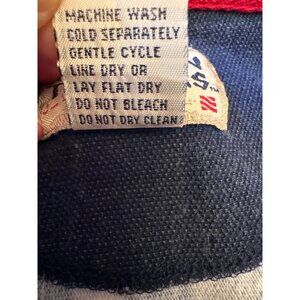 MACHINE WASH
COLD SEPARATELY
GENTLE CYCLE
LINE DRY OR
LAY FLAT DRY
DO NOT BLEACH
DO NOT DRY CLEAN